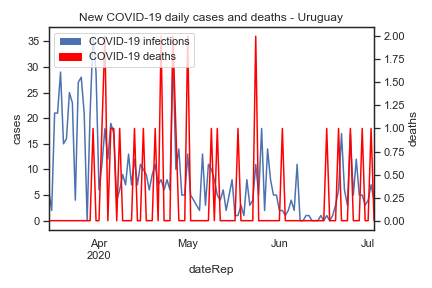 New COVID-19 daily cases and deaths - Uruguay
COVID-19 infections
COVID-19 deaths
35
30
25
20
15
10
5
0
cases
2.00
1.75
1.50
1.25
1.00
0.75
0.50
0.25
0.00
deaths
Apr
2020
May
Jun
Jul
dateRep